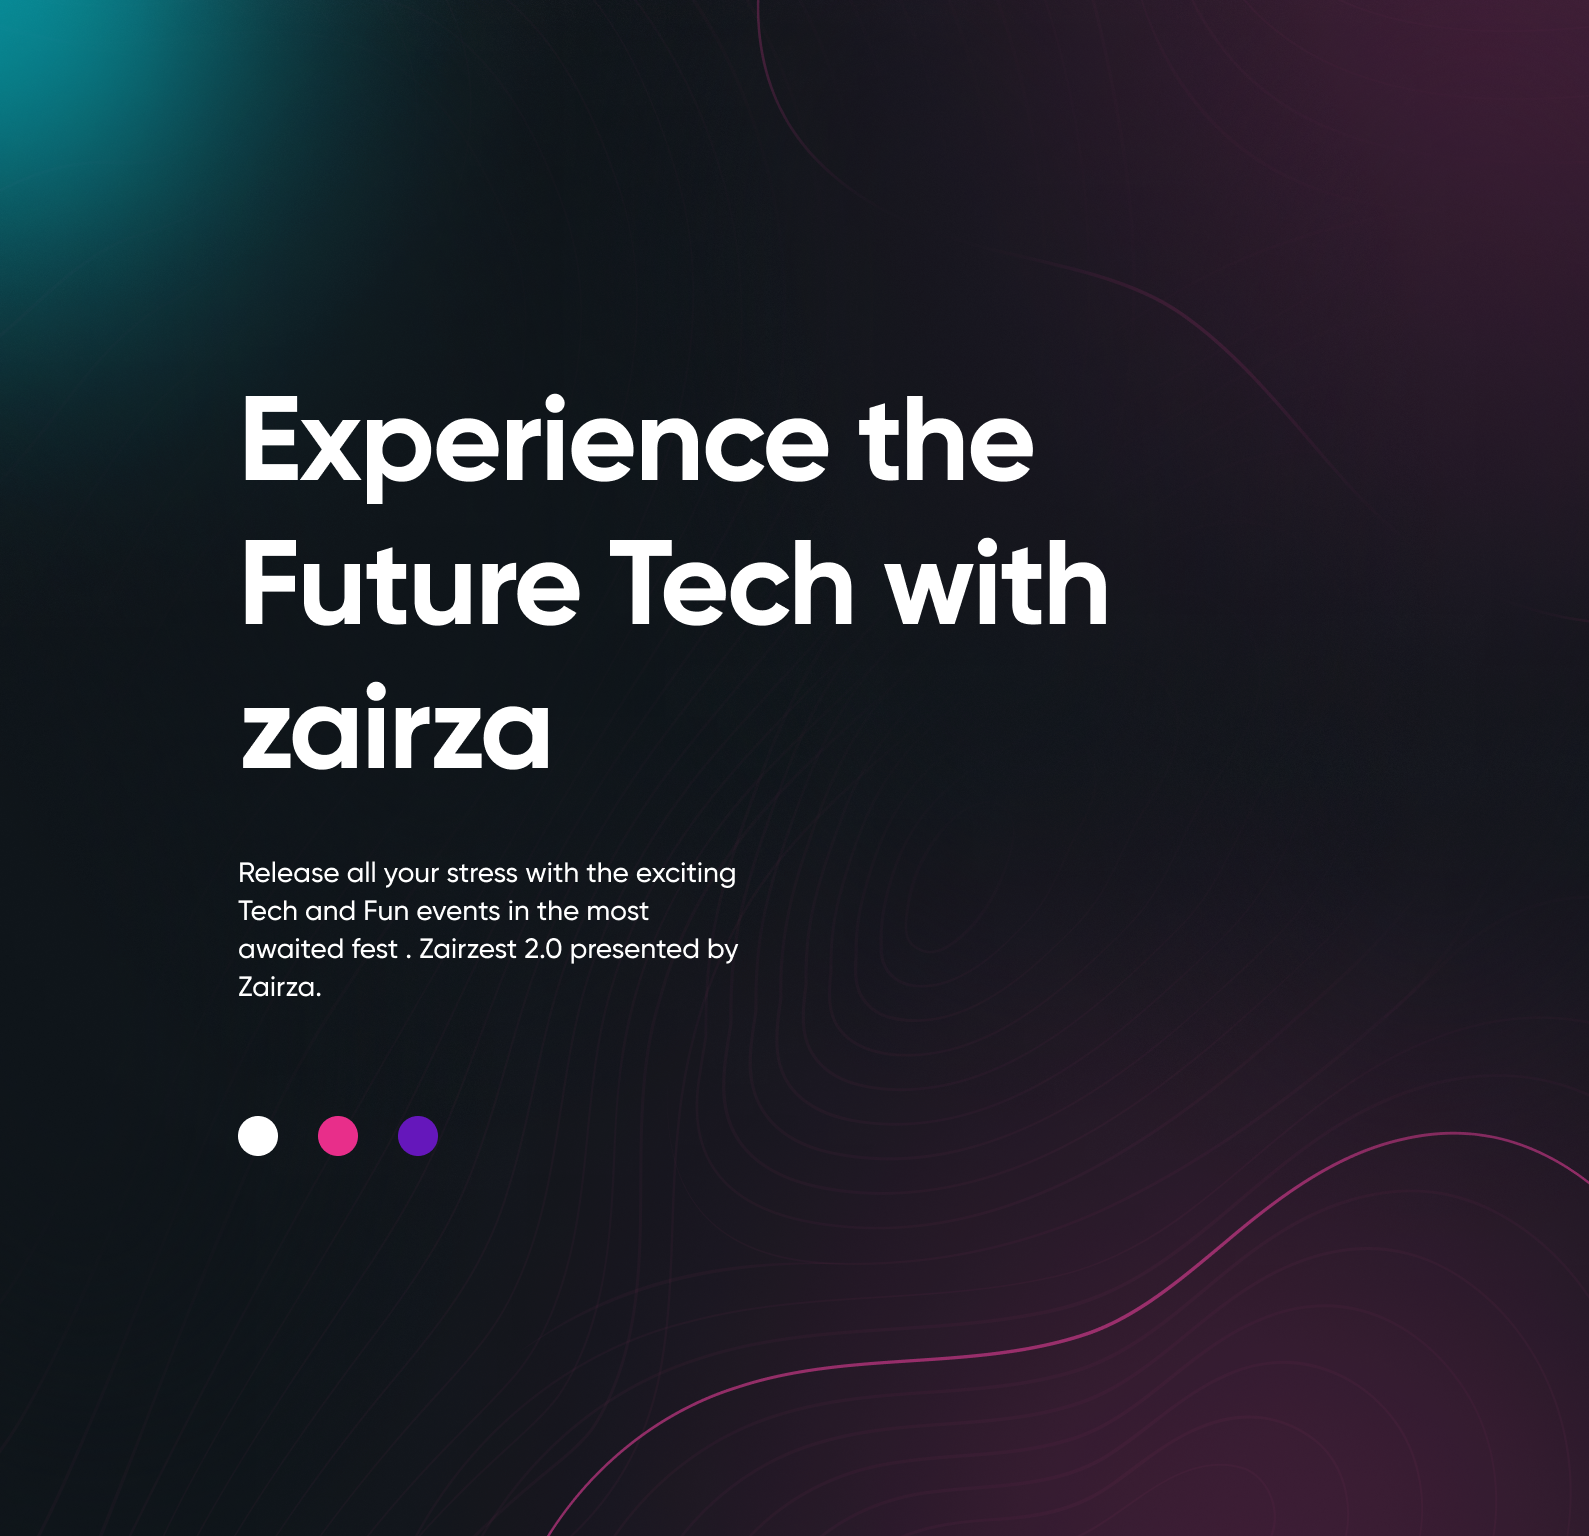 Experience the
Future Tech with
zairza
Release all your stress with the exciting
Tech and Fun events in the most
awaited fest . Zairzest 2.0 presented by
Zairza.